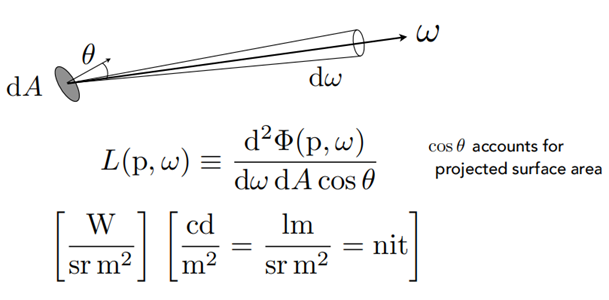 θ
ω
dA
dω
L(p, ω) ≡ d²Φ(p, ω) / dω dA cos θ
cos θ accounts for
projected surface area
[W / sr m²] [cd / m² = lm / sr m² = nit]